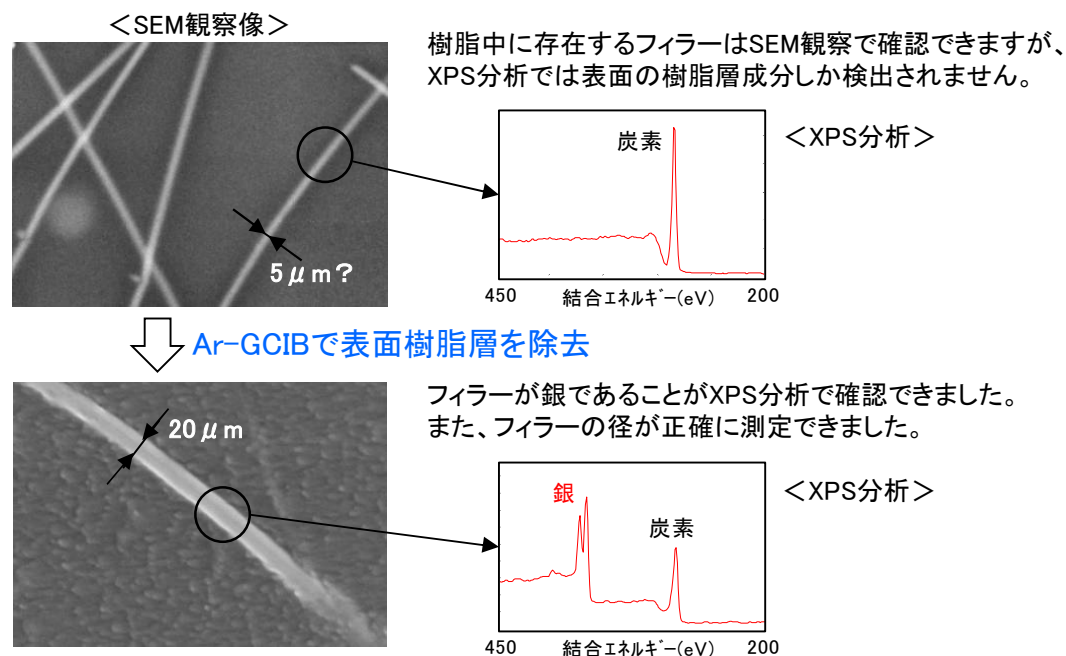 ＜SEM観察像＞
樹脂中に存在するフィラーはSEM観察で確認できますが、
XPS分析では表面の樹脂層成分しか検出されません。
5μm?
炭素
＜XPS分析＞
450
結合ｴﾈﾙｷﾞｰ(eV)
200
Ar-GCIBで表面樹脂層を除去
フィラーが銀であることがXPS分析で確認できました。
また、フィラーの径が正確に測定できました。
20μm
銀
炭素
＜XPS分析＞
450
結合ｴﾈﾙｷﾞｰ(eV)
200